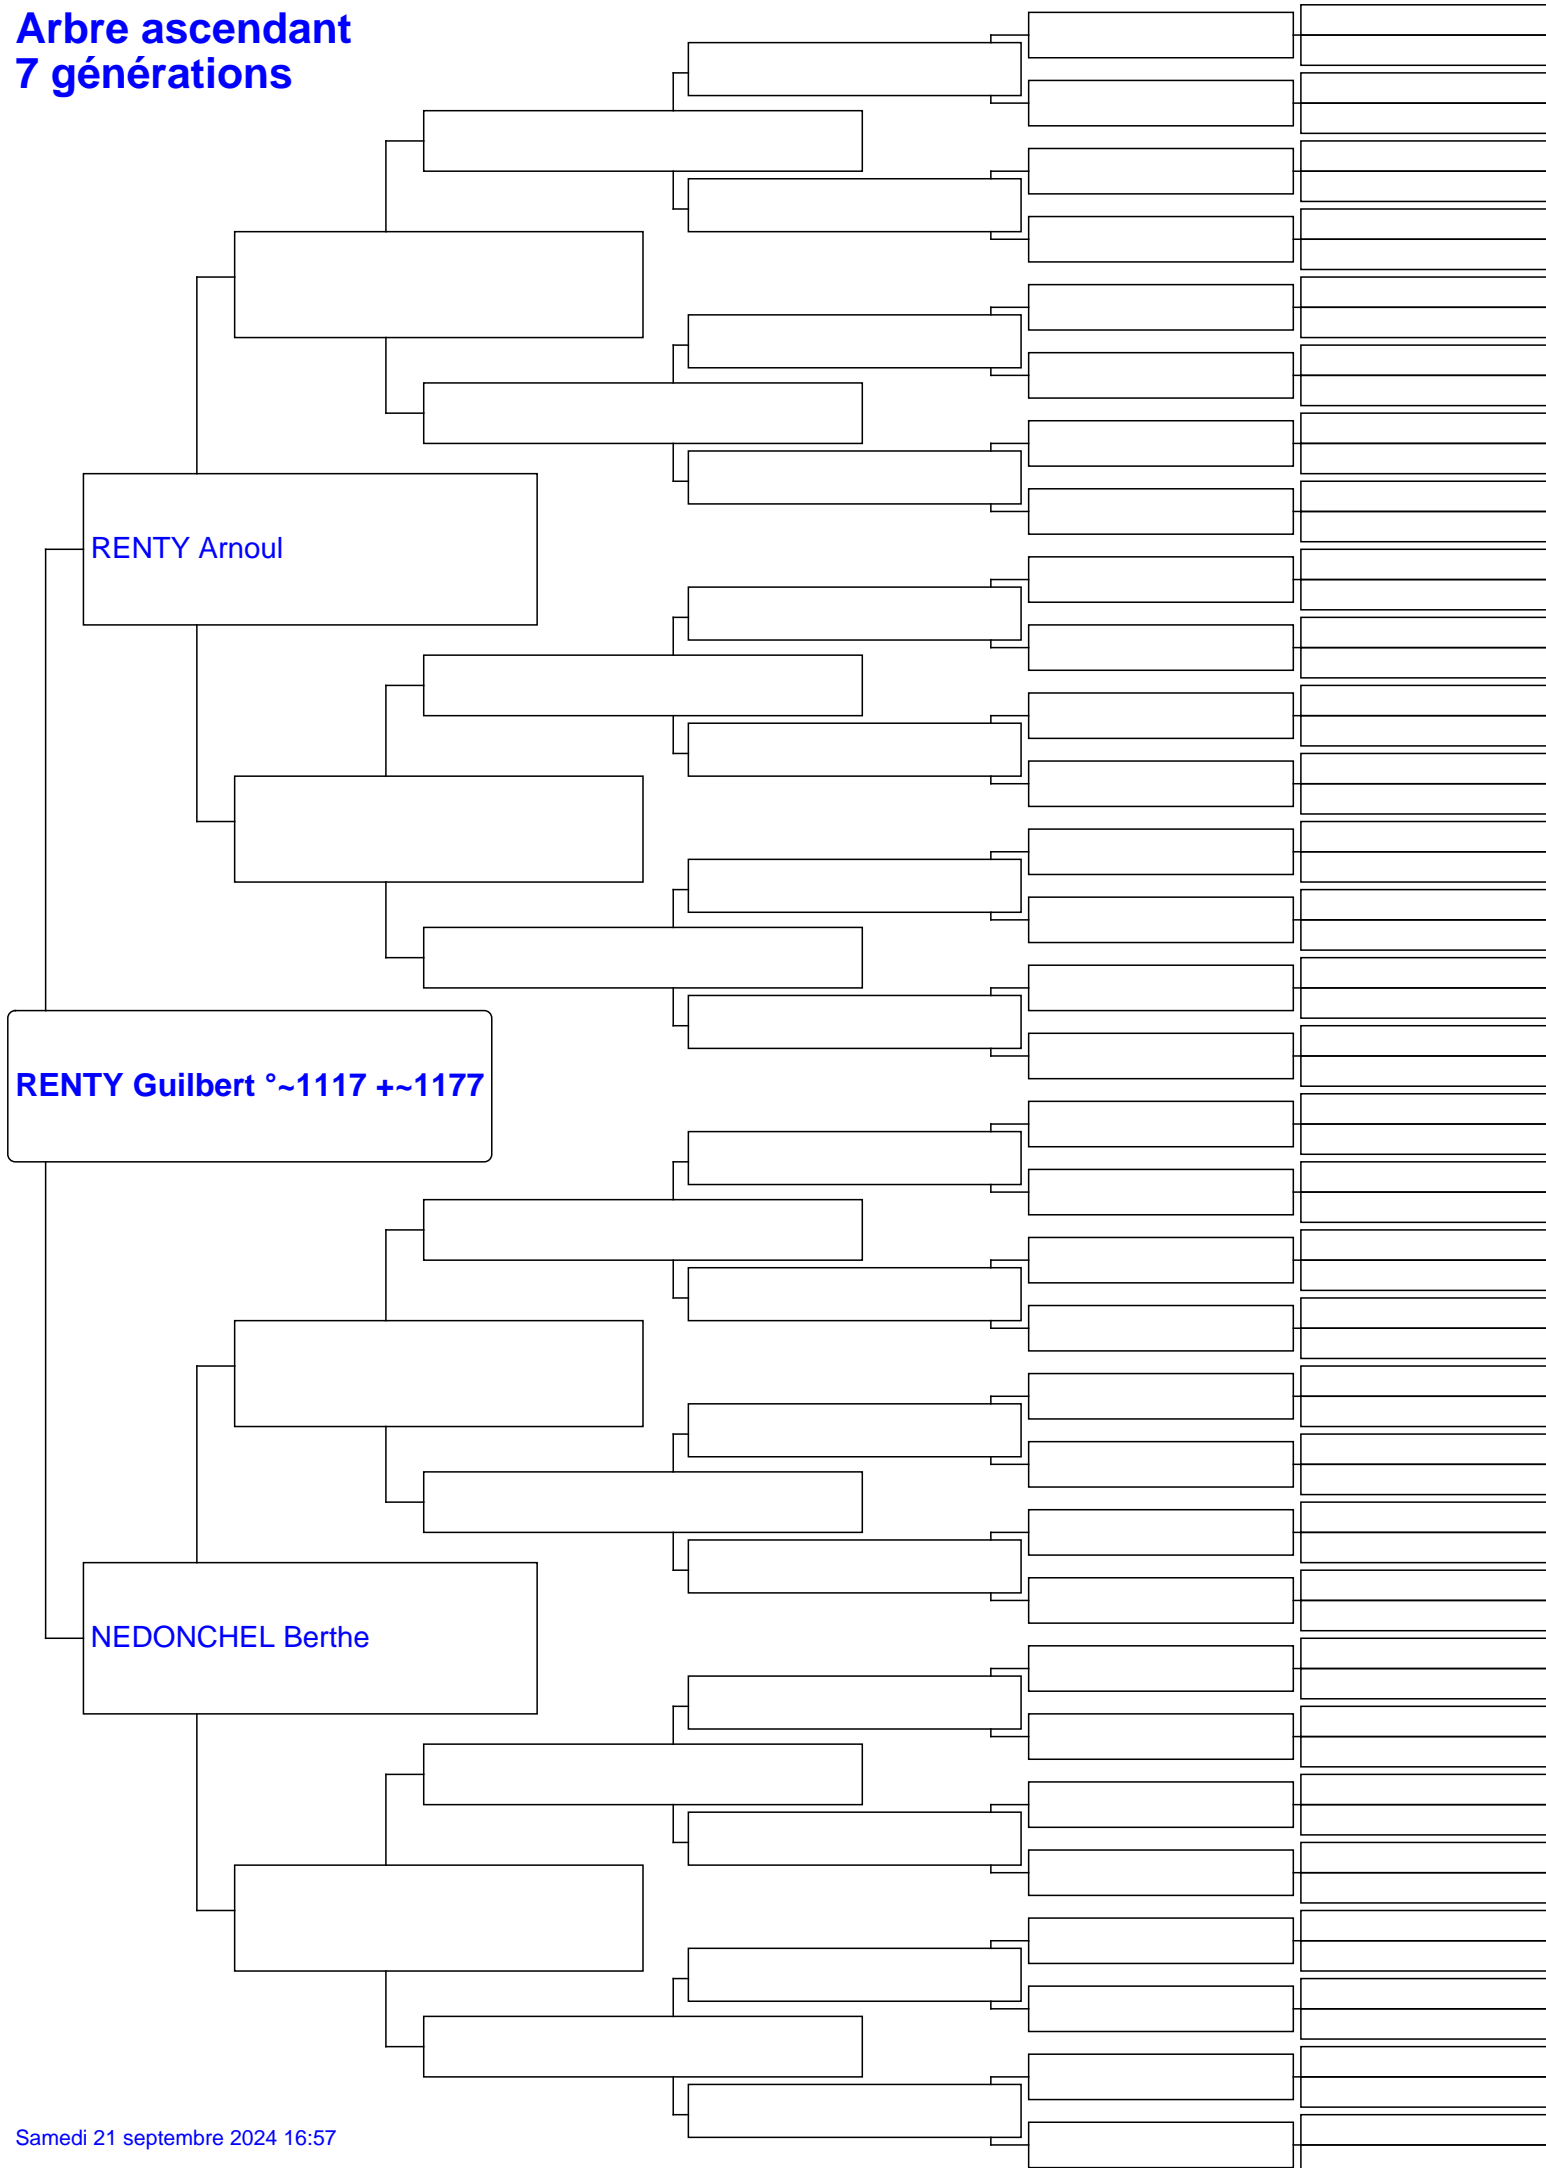 Arbre ascendant
7 générations
RENTY Arnoul
RENTY Guilbert °~1117 +~1177
NEDONCHEL Berthe
Samedi 21 septembre 2024 16:57